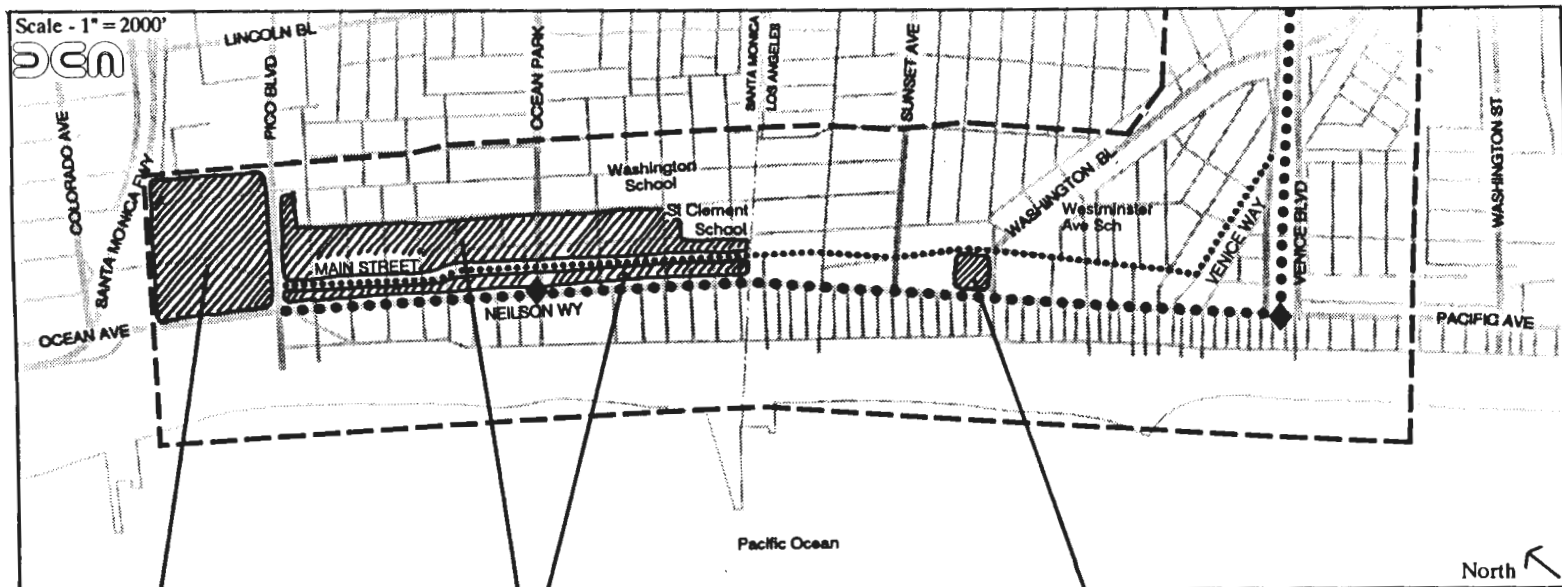 Scale - 1" = 2000'
DEM
LINCOLN BL
COLORADO AVE
SANTA MONICA FWY
PICO BLVD
OCEAN PARK
SANTA MONICA
LOS ANGELES
SUNSET AVE
Washington
School
St Clement
School
WASHINGTON BL
Westminster
Ave Sch
VENICE WAY
VENICE BLVD
WASHINGTON ST
MAIN STREET
NEILSON WY
OCEAN AVE
PACIFIC AVE
Pacific Ocean
North